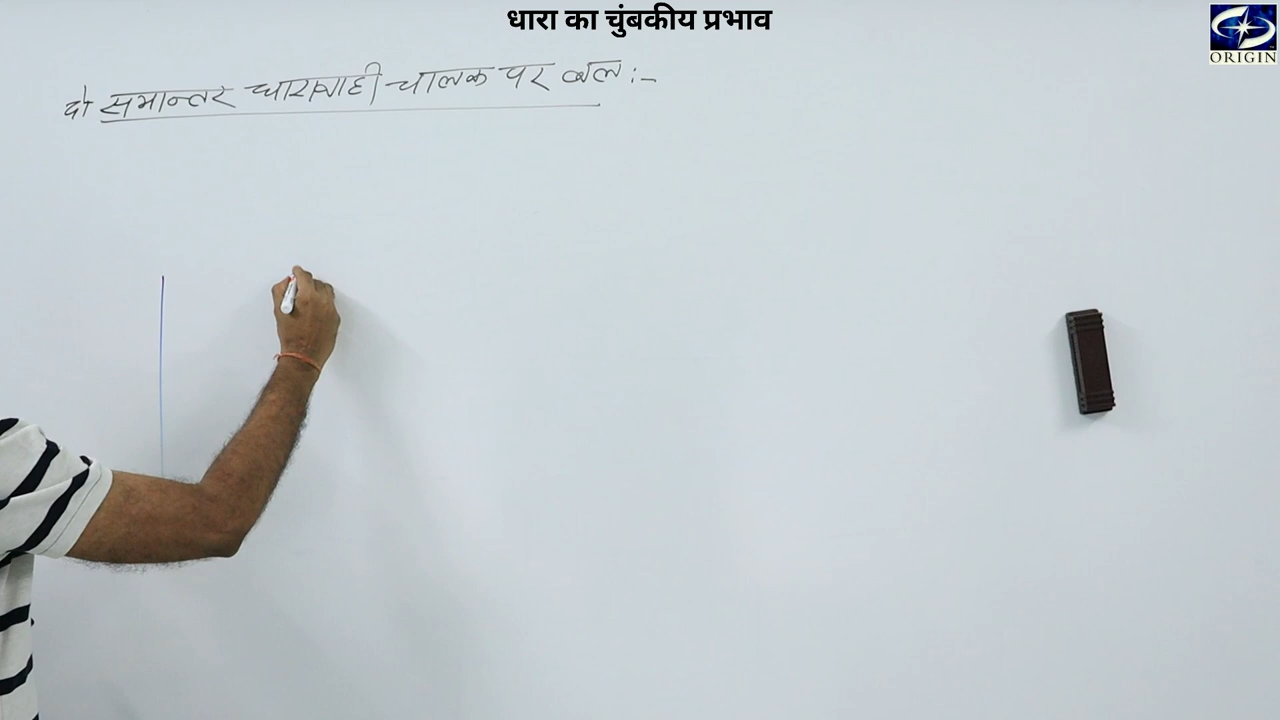 धारा का चुंबकीय प्रभाव
ORIGIN
दो समान्तर धारावाही चालक पर बल :-